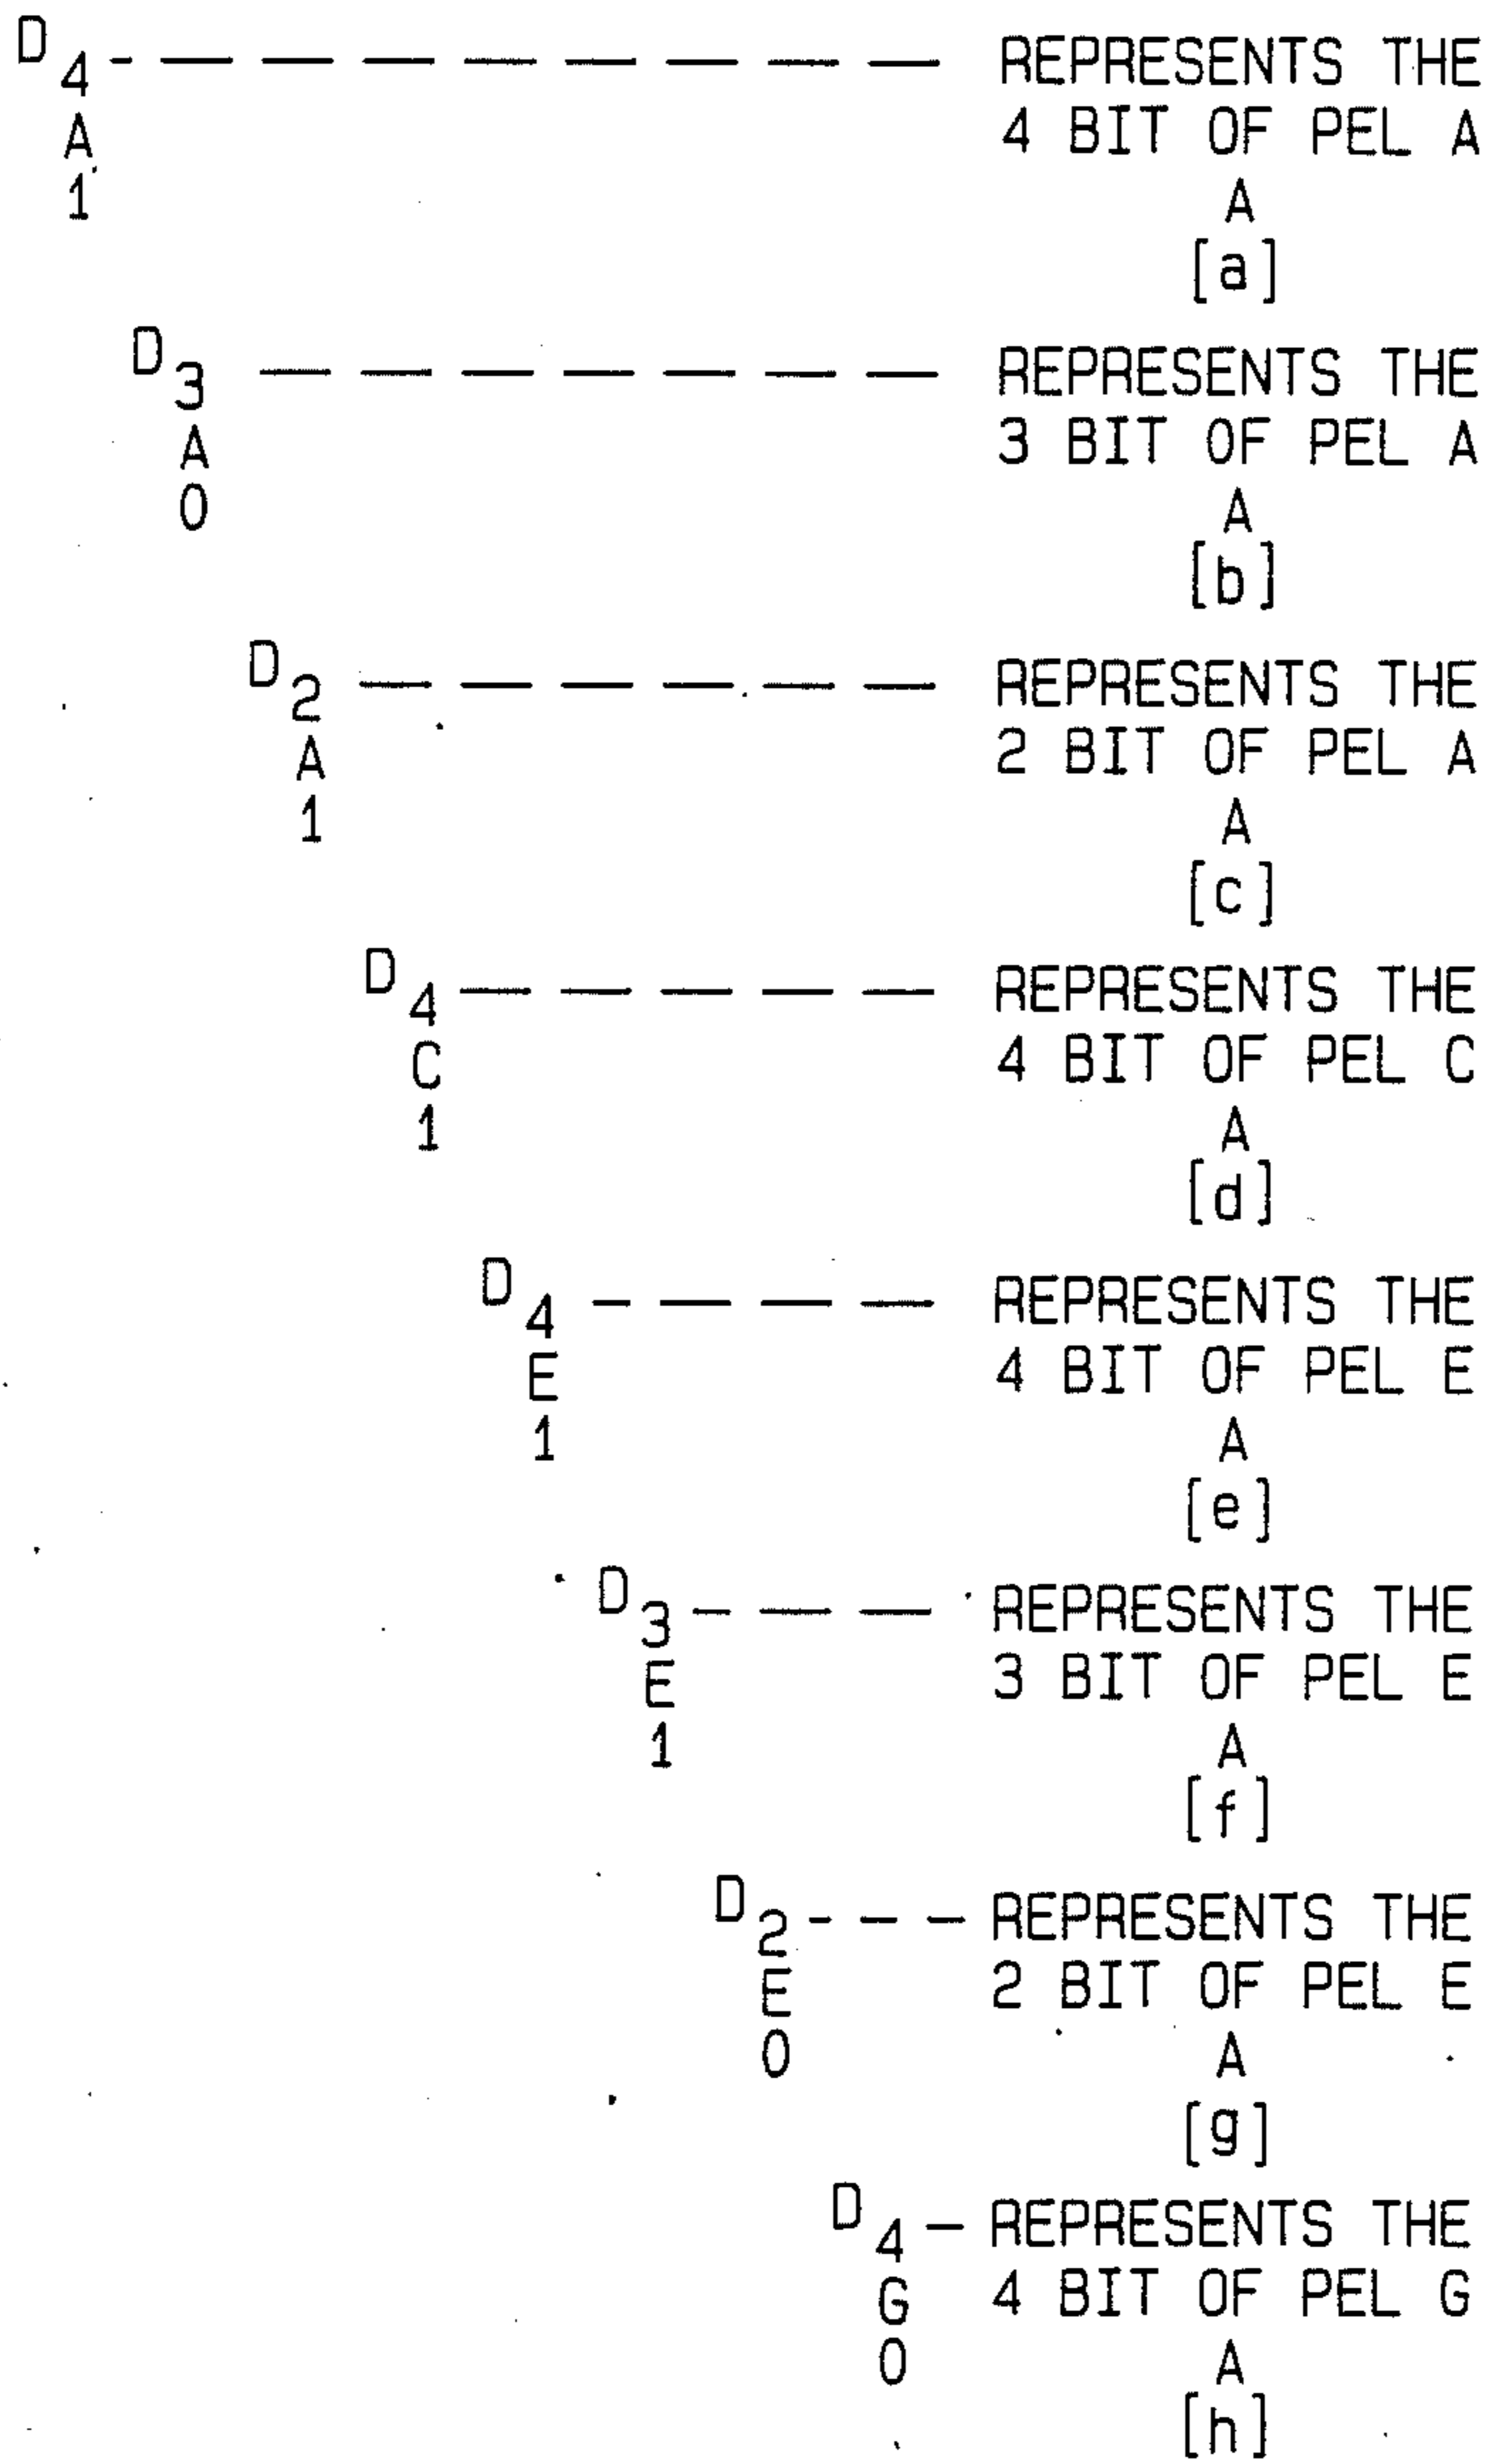 D
4 - — — — — — — — — REPRESENTS THE
A 4 BIT OF PEL A
1 A
[a]
D
3 — — — — — — — REPRESENTS THE
A 3 BIT OF PEL A
0 A
[b]
D
2 — — — — — — REPRESENTS THE
A 2 BIT OF PEL A
1 A
[c]
D
4 — — — — — REPRESENTS THE
C 4 BIT OF PEL C
1 A
[d]
D
4 - — — — REPRESENTS THE
E 4 BIT OF PEL E
1 A
[e]
D
3 - — — REPRESENTS THE
E 3 BIT OF PEL E
1 A
[f]
D
2 - - - REPRESENTS THE
E 2 BIT OF PEL E
0 A
[g]
D
4 - REPRESENTS THE
G 4 BIT OF PEL G
0 A
[h]